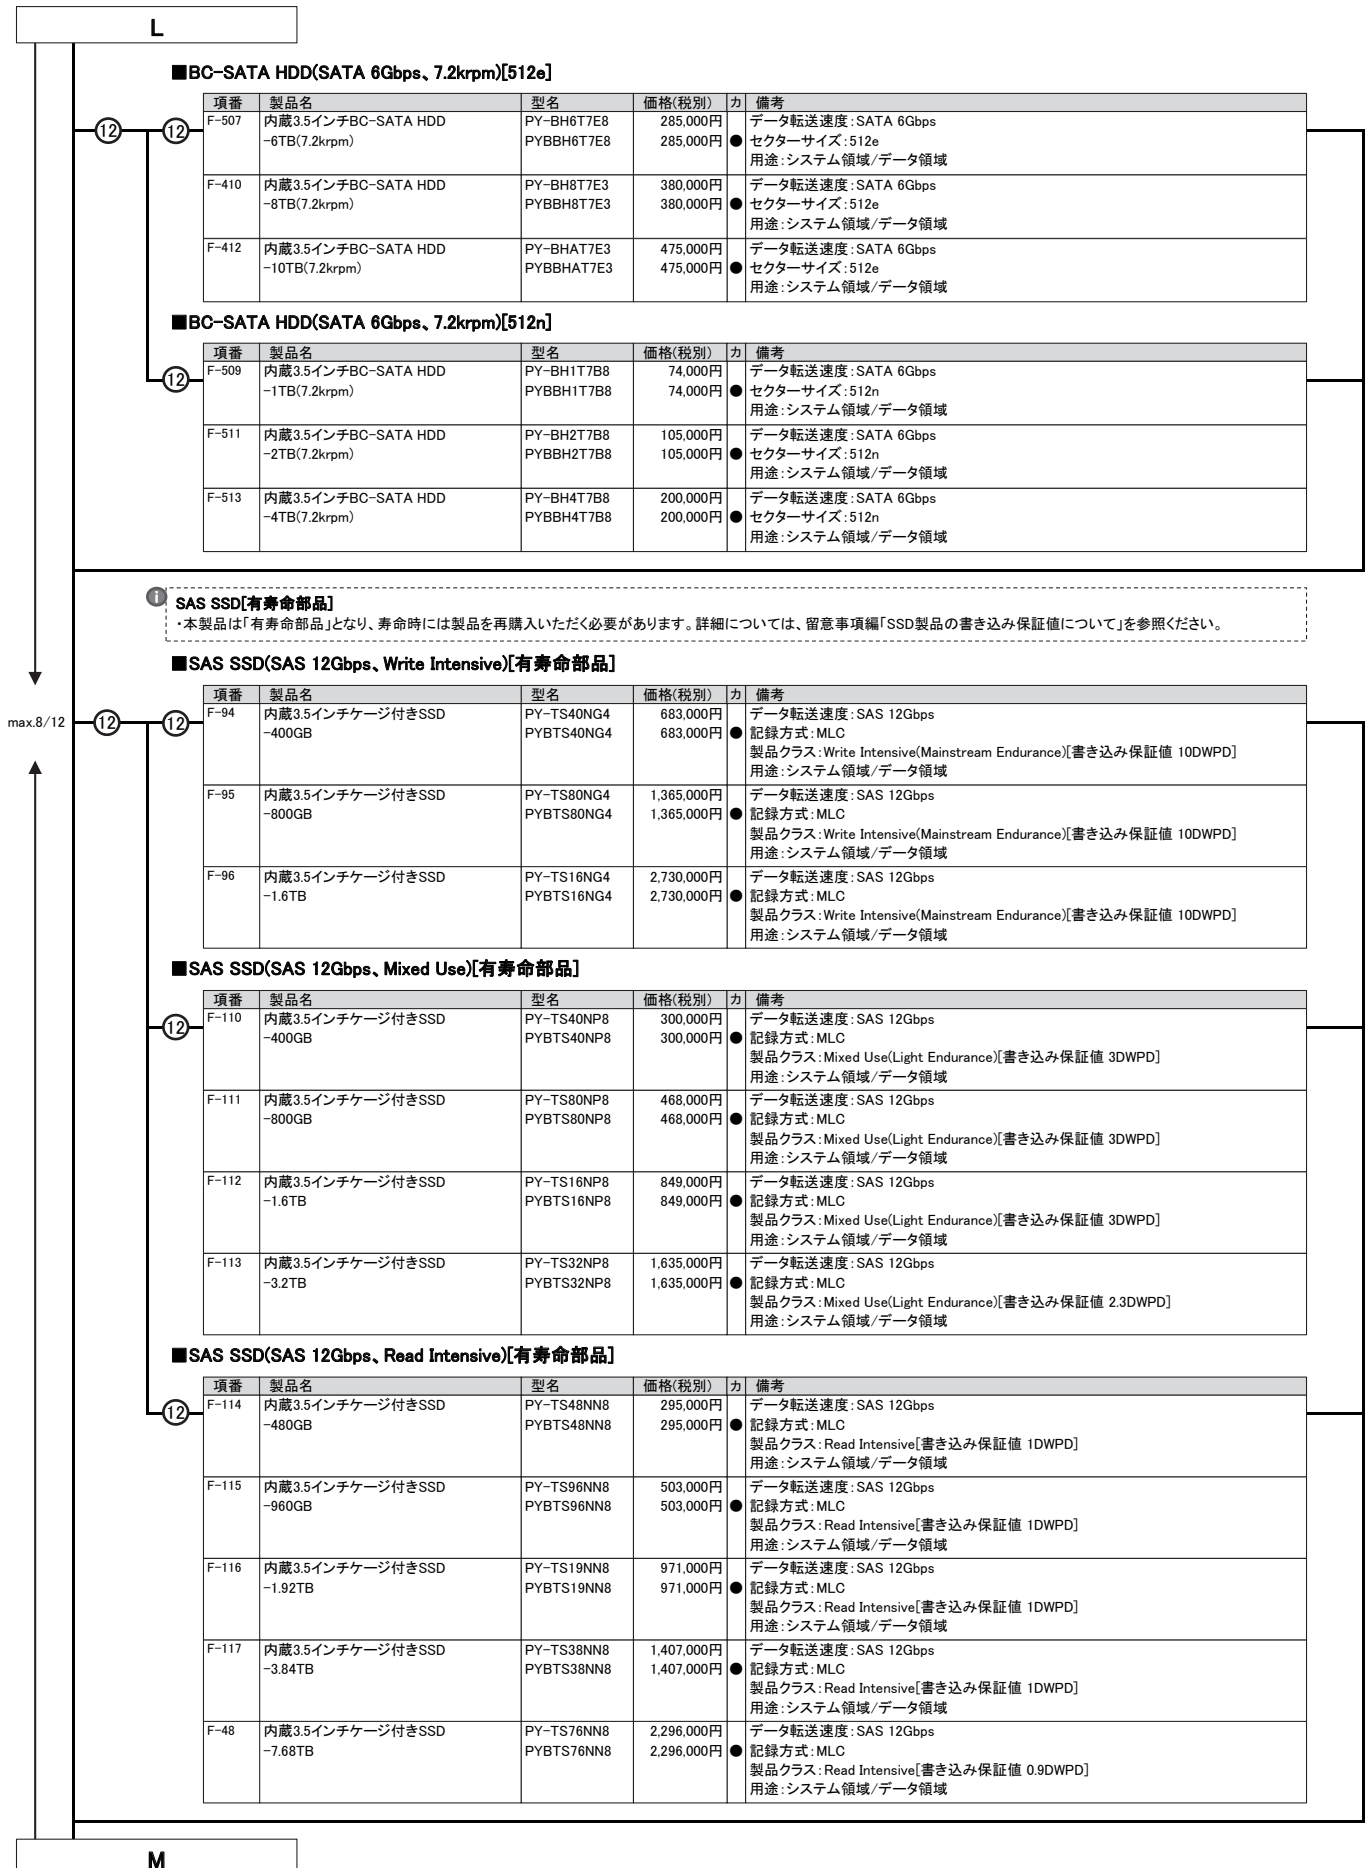 L
■BC-SATA HDD(SATA 6Gbps、7.2krpm)[512e]
項番 製品名 型名 価格(税別) カ 備考
F-507 内蔵3.5インチBC-SATA HDD PY-BH6T7E8 285,000円 データ転送速度:SATA 6Gbps
⑫ ⑫ -6TB(7.2krpm) PYBBH6T7E8 285,000円 ● セクターサイズ:512e
用途:システム領域/データ領域
F-410 内蔵3.5インチBC-SATA HDD PY-BH8T7E3 380,000円 データ転送速度:SATA 6Gbps
-8TB(7.2krpm) PYBBH8T7E3 380,000円 ● セクターサイズ:512e
用途:システム領域/データ領域
F-412 内蔵3.5インチBC-SATA HDD PY-BHAT7E3 475,000円 データ転送速度:SATA 6Gbps
-10TB(7.2krpm) PYBBHAT7E3 475,000円 ● セクターサイズ:512e
用途:システム領域/データ領域
■BC-SATA HDD(SATA 6Gbps、7.2krpm)[512n]
項番 製品名 型名 価格(税別) カ 備考
F-509 内蔵3.5インチBC-SATA HDD PY-BH1T7B8 74,000円 データ転送速度:SATA 6Gbps
⑫ -1TB(7.2krpm) PYBBH1T7B8 74,000円 ● セクターサイズ:512n
用途:システム領域/データ領域
F-511 内蔵3.5インチBC-SATA HDD PY-BH2T7B8 105,000円 データ転送速度:SATA 6Gbps
-2TB(7.2krpm) PYBBH2T7B8 105,000円 ● セクターサイズ:512n
用途:システム領域/データ領域
F-513 内蔵3.5インチBC-SATA HDD PY-BH4T7B8 200,000円 データ転送速度:SATA 6Gbps
-4TB(7.2krpm) PYBBH4T7B8 200,000円 ● セクターサイズ:512n
用途:システム領域/データ領域
i SAS SSD[有寿命部品]
・本製品は「有寿命部品」となり、寿命時には製品を再購入いただく必要があります。詳細については、留意事項編「SSD製品の書き込み保証値について」を参照ください。
■SAS SSD(SAS 12Gbps、Write Intensive)[有寿命部品]
項番 製品名 型名 価格(税別) カ 備考
F-94 内蔵3.5インチケージ付きSSD PY-TS40NG4 683,000円 データ転送速度:SAS 12Gbps
max.8/12 ⑫ ⑫ -400GB PYBTS40NG4 683,000円 ● 記録方式:MLC
製品クラス:Write Intensive(Mainstream Endurance)[書き込み保証値 10DWPD]
用途:システム領域/データ領域
F-95 内蔵3.5インチケージ付きSSD PY-TS80NG4 1,365,000円 データ転送速度:SAS 12Gbps
-800GB PYBTS80NG4 1,365,000円 ● 記録方式:MLC
製品クラス:Write Intensive(Mainstream Endurance)[書き込み保証値 10DWPD]
用途:システム領域/データ領域
F-96 内蔵3.5インチケージ付きSSD PY-TS16NG4 2,730,000円 データ転送速度:SAS 12Gbps
-1.6TB PYBTS16NG4 2,730,000円 ● 記録方式:MLC
製品クラス:Write Intensive(Mainstream Endurance)[書き込み保証値 10DWPD]
用途:システム領域/データ領域
■SAS SSD(SAS 12Gbps、Mixed Use)[有寿命部品]
項番 製品名 型名 価格(税別) カ 備考
F-110 内蔵3.5インチケージ付きSSD PY-TS40NP8 300,000円 データ転送速度:SAS 12Gbps
⑫ -400GB PYBTS40NP8 300,000円 ● 記録方式:MLC
製品クラス:Mixed Use(Light Endurance)[書き込み保証値 3DWPD]
用途:システム領域/データ領域
F-111 内蔵3.5インチケージ付きSSD PY-TS80NP8 468,000円 データ転送速度:SAS 12Gbps
-800GB PYBTS80NP8 468,000円 ● 記録方式:MLC
製品クラス:Mixed Use(Light Endurance)[書き込み保証値 3DWPD]
用途:システム領域/データ領域
F-112 内蔵3.5インチケージ付きSSD PY-TS16NP8 849,000円 データ転送速度:SAS 12Gbps
-1.6TB PYBTS16NP8 849,000円 ● 記録方式:MLC
製品クラス:Mixed Use(Light Endurance)[書き込み保証値 3DWPD]
用途:システム領域/データ領域
F-113 内蔵3.5インチケージ付きSSD PY-TS32NP8 1,635,000円 データ転送速度:SAS 12Gbps
-3.2TB PYBTS32NP8 1,635,000円 ● 記録方式:MLC
製品クラス:Mixed Use(Light Endurance)[書き込み保証値 2.3DWPD]
用途:システム領域/データ領域
■SAS SSD(SAS 12Gbps、Read Intensive)[有寿命部品]
項番 製品名 型名 価格(税別) カ 備考
F-114 内蔵3.5インチケージ付きSSD PY-TS48NN8 295,000円 データ転送速度:SAS 12Gbps
⑫ -480GB PYBTS48NN8 295,000円 ● 記録方式:MLC
製品クラス:Read Intensive[書き込み保証値 1DWPD]
用途:システム領域/データ領域
F-115 内蔵3.5インチケージ付きSSD PY-TS96NN8 503,000円 データ転送速度:SAS 12Gbps
-960GB PYBTS96NN8 503,000円 ● 記録方式:MLC
製品クラス:Read Intensive[書き込み保証値 1DWPD]
用途:システム領域/データ領域
F-116 内蔵3.5インチケージ付きSSD PY-TS19NN8 971,000円 データ転送速度:SAS 12Gbps
-1.92TB PYBTS19NN8 971,000円 ● 記録方式:MLC
製品クラス:Read Intensive[書き込み保証値 1DWPD]
用途:システム領域/データ領域
F-117 内蔵3.5インチケージ付きSSD PY-TS38NN8 1,407,000円 データ転送速度:SAS 12Gbps
-3.84TB PYBTS38NN8 1,407,000円 ● 記録方式:MLC
製品クラス:Read Intensive[書き込み保証値 1DWPD]
用途:システム領域/データ領域
F-48 内蔵3.5インチケージ付きSSD PY-TS76NN8 2,296,000円 データ転送速度:SAS 12Gbps
-7.68TB PYBTS76NN8 2,296,000円 ● 記録方式:MLC
製品クラス:Read Intensive[書き込み保証値 0.9DWPD]
用途:システム領域/データ領域
M